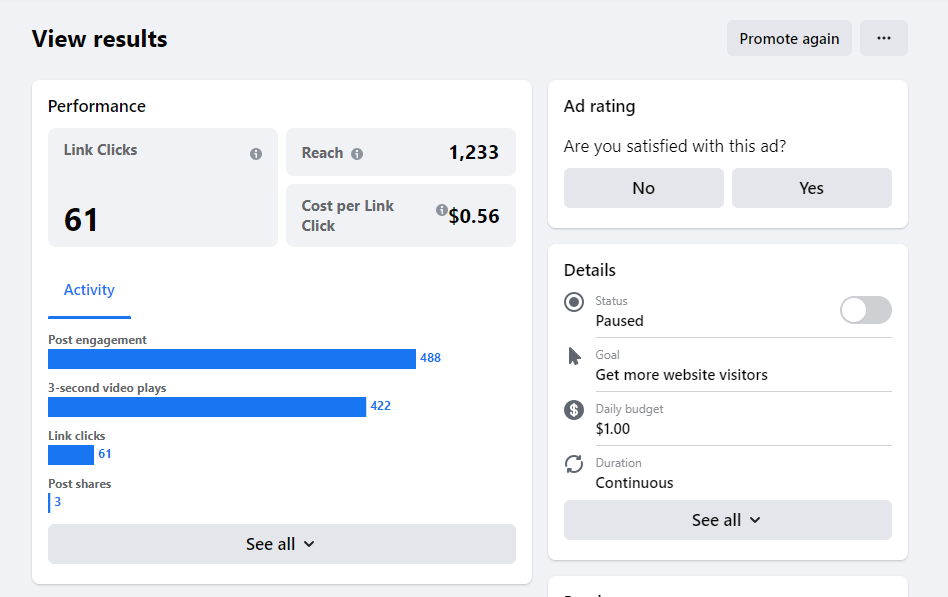 View results
Promote again
Performance
Link Clicks
61
Reach
1,233
Cost per Link
Click
$0.56
Activity
Post engagement
488
3-second video plays
422
Link clicks
61
Post shares
3
See all
Ad rating
Are you satisfied with this ad?
No
Yes
Details
Status
Paused
Goal
Get more website visitors
Daily budget
$1.00
Duration
Continuous
See all